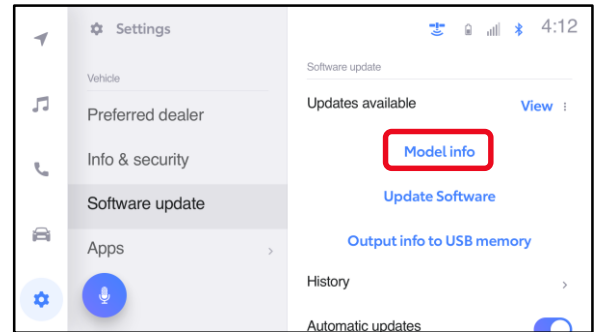 Settings
4:12
Vehicle
Preferred dealer
Info & security
Software update
Apps
Software update
Updates available
View
Model info
Update Software
Output info to USB memory
History
Automatic updates